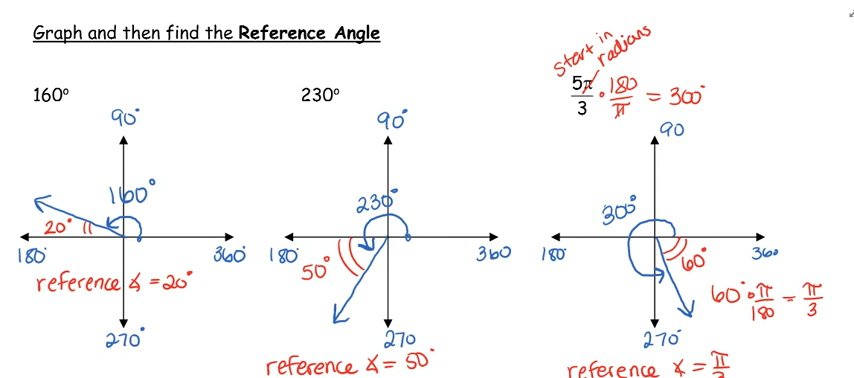 Graph and then find the Reference Angle
start in
radians
160° 230° 5π/3 · 180/π = 300°
90° 90° 90
160° 230° 300°
20° 50° 60°
180° 360° 180° 360 180° 360
reference ∡ = 20°
60° · π/180 = π/3
270° 270 270°
reference ∡ = 50° reference ∡ = π/3